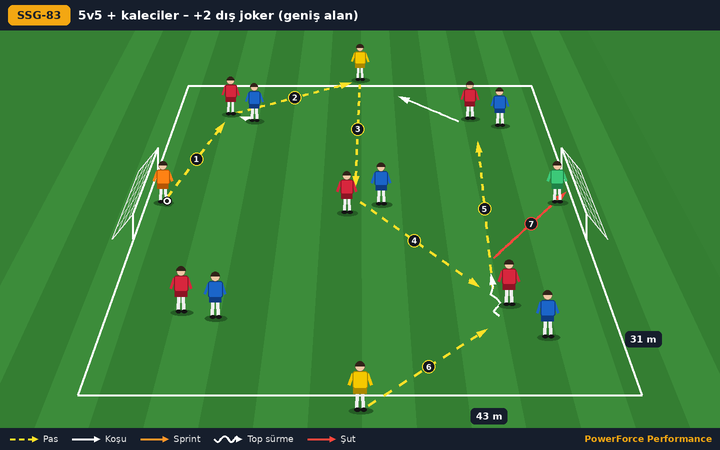 SSG-83 5v5 + kaleciler – +2 dış joker (geniş alan)
2
1
3
4
5
7
6
31 m
43 m
Pas Koşu Sprint Top sürme Şut PowerForce Performance